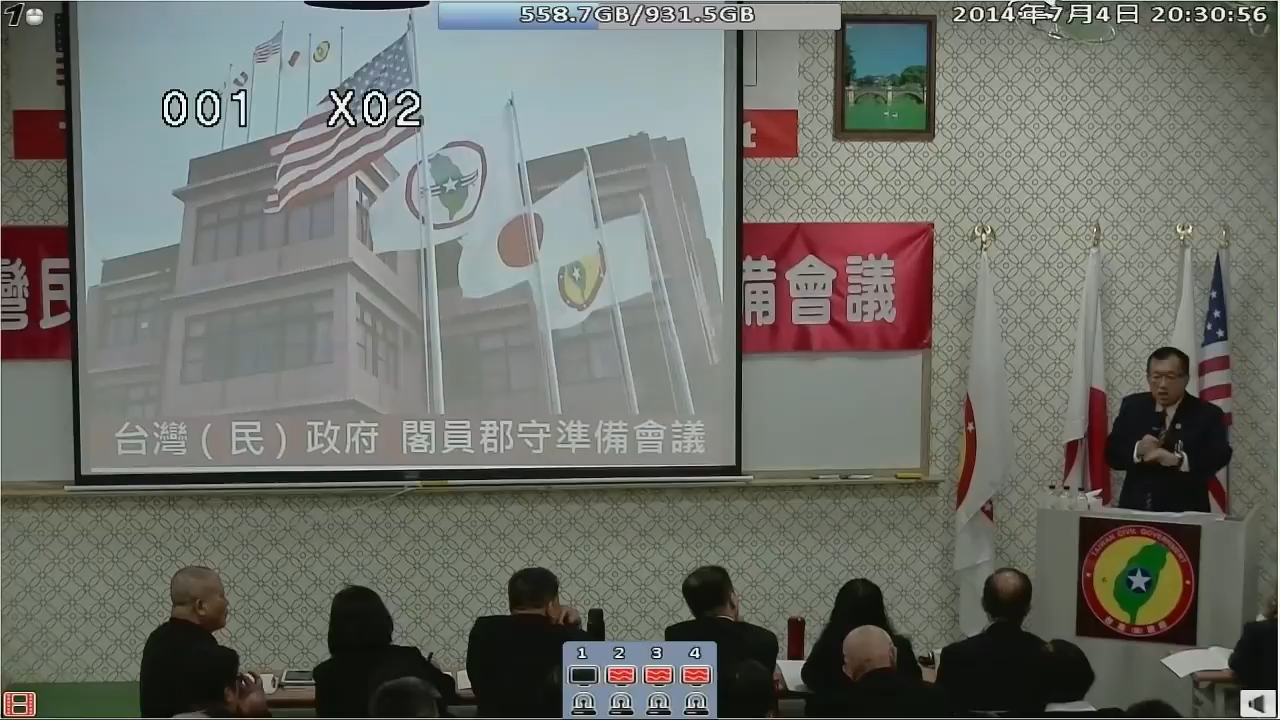 558.7GB/931.5GB
2014年7月4日 20:30:56
001 X02
t
灣民
備會議
台灣(民)政府 閣員郡守準備會議
TAIWAN CIVIL GOVERNMENT
1 2 3 4